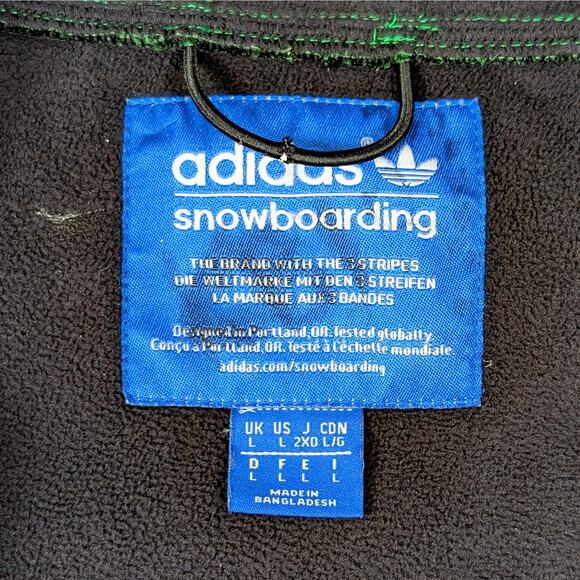 adidas®
snowboarding
THE BRAND WITH THE 3 STRIPES
DIE WELTMARKE MIT DEN 3 STREIFEN
LA MARQUE AUX 3 BANDES
Designed in Portland, OR. Tested globally
Conçu à Portland, OR. Testé à l'échelle mondiale.
adidas.com/snowboarding
UK US J CDN
L L 2XO L/G
D F E I
L L L L
MADE IN
BANGLADESH